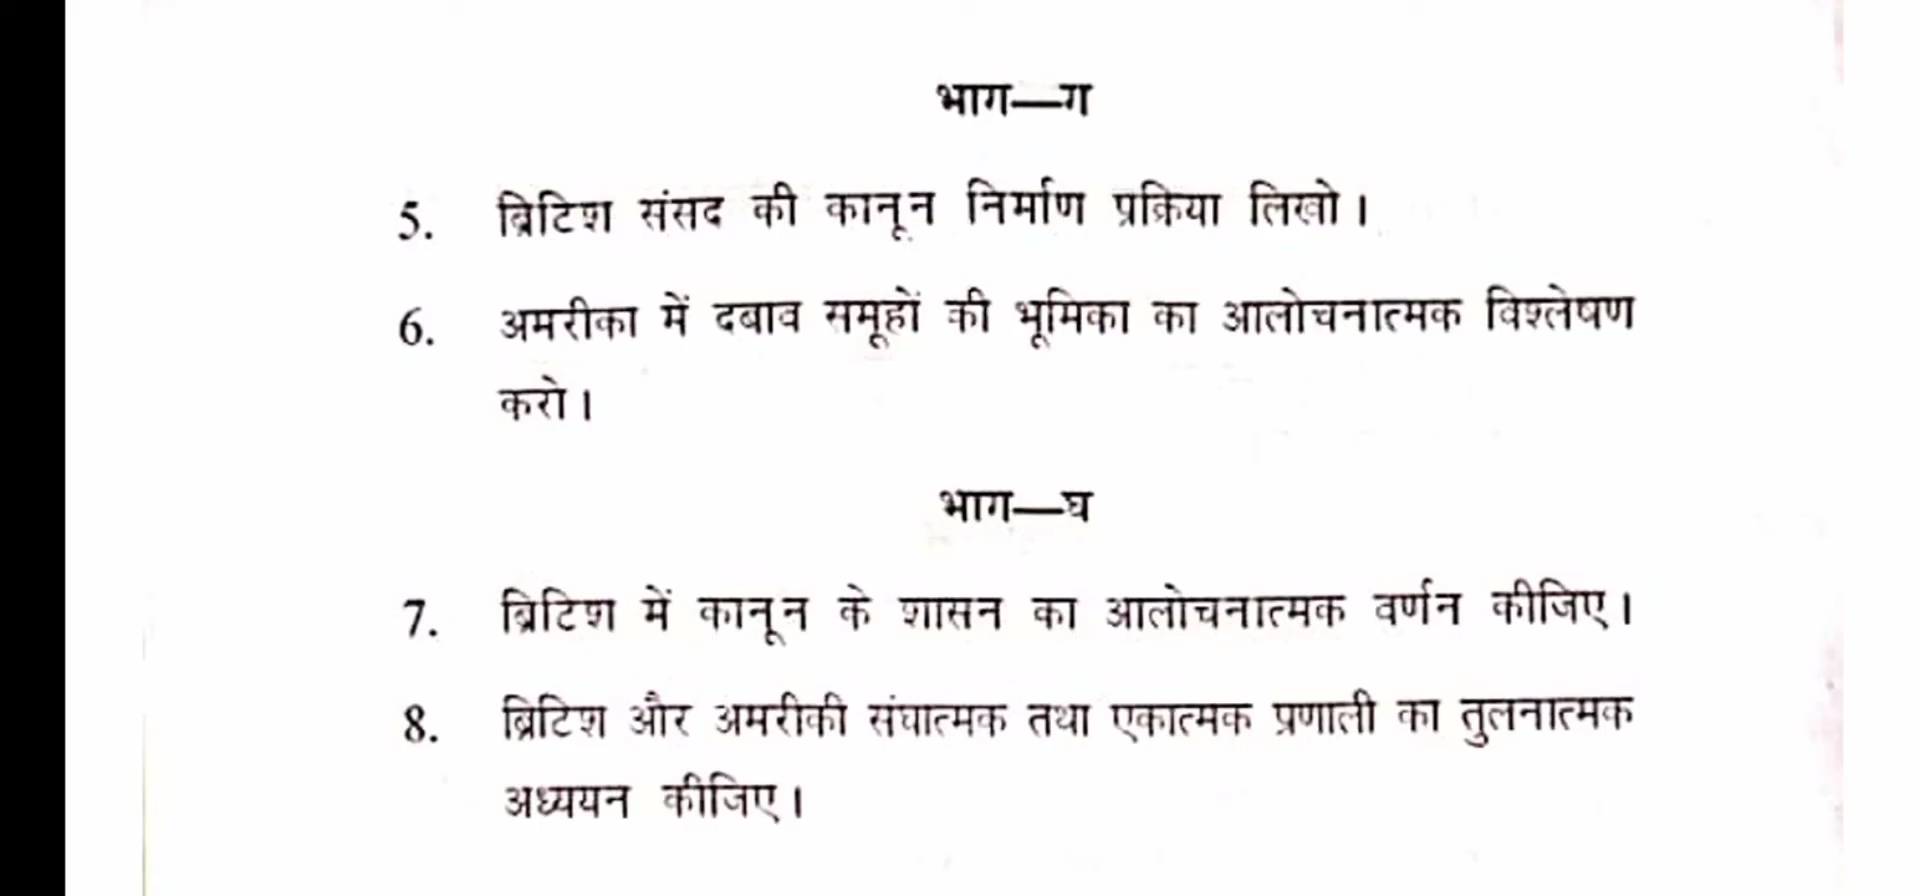 भाग—ग
5. ब्रिटिश संसद की कानून निर्माण प्रक्रिया लिखो।
6. अमरीका में दबाव समूहों की भूमिका का आलोचनात्मक विश्लेषण
करो।
भाग—घ
7. ब्रिटिश में कानून के शासन का आलोचनात्मक वर्णन कीजिए।
8. ब्रिटिश और अमरीकी संघात्मक तथा एकात्मक प्रणाली का तुलनात्मक
अध्ययन कीजिए।